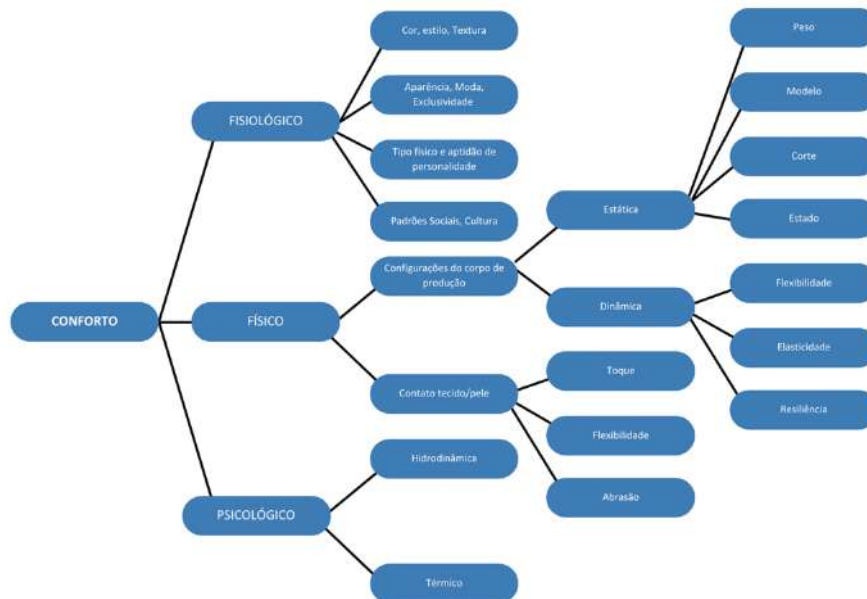 CONFORTO
FISIOLÓGICO
Cor, estilo, Textura
Aparência, Moda,
Exclusividade
Tipo físico e aptidão de
personalidade
Padrões Sociais, Cultura
FÍSICO
Configurações do corpo de
produção
Estática
Peso
Modelo
Corte
Estado
Dinâmica
Flexibilidade
Elasticidade
Resiliência
Contato tecido/pele
Toque
Flexibilidade
Abrasão
PSICOLÓGICO
Hidrodinâmica
Térmico